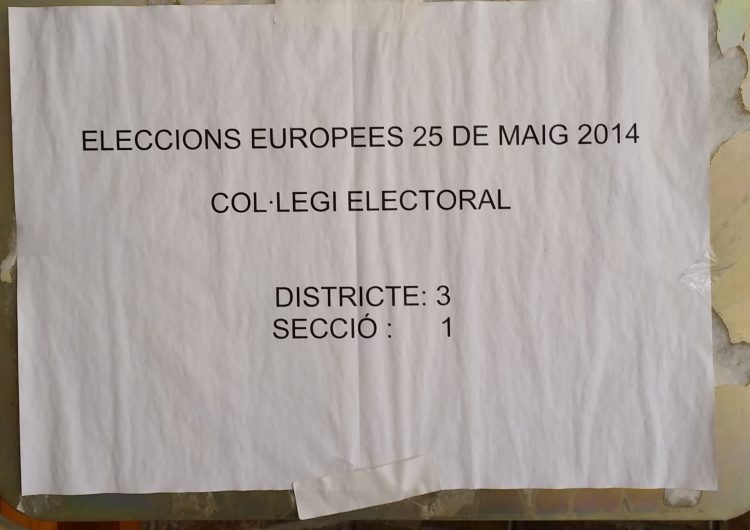 ELECCIONS EUROPEES 25 DE MAIG 2014
COL·LEGI ELECTORAL
DISTRICTE: 3
SECCIÓ : 1